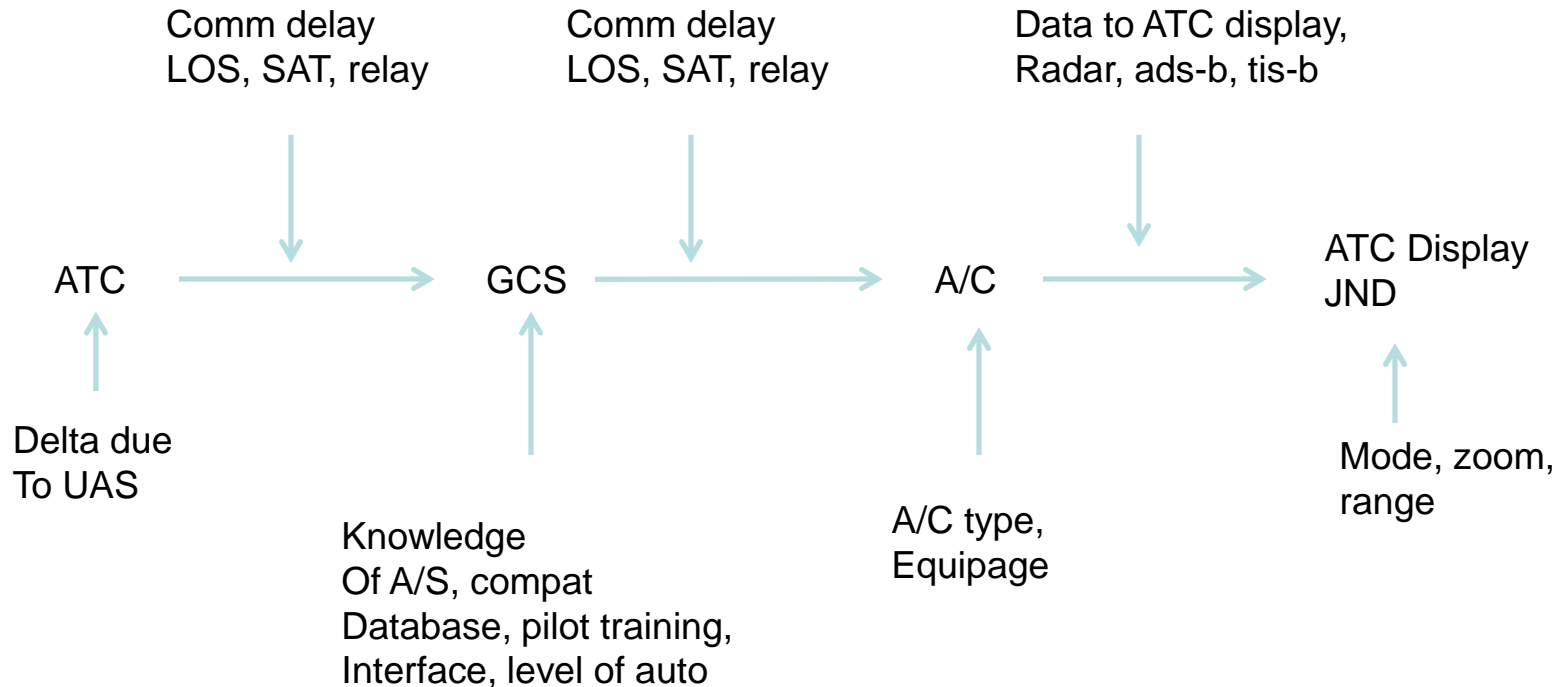 Comm delay
LOS, SAT, relay
Comm delay
LOS, SAT, relay
Data to ATC display,
Radar, ads-b, tis-b
ATC
GCS
A/C
ATC Display
JND
Delta due
To UAS
Knowledge
Of A/S, compat
Database, pilot training,
Interface, level of auto
A/C type,
Equipage
Mode, zoom,
range